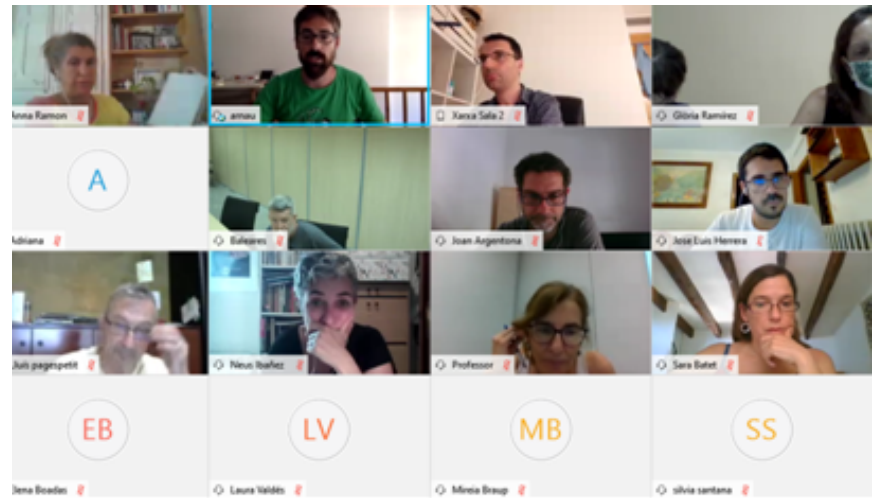 Anna Ramon
arnau
Xarxa Sala 2
Glòria Ramírez
A
Adriana
Baleares
Joan Argentona
Jose Luis Herrera
Lluís pagespetit
Neus Ibañez
Professor
Sara Batet
EB
LV
MB
SS
Elena Boadas
Laura Valdés
Mireia Braup
silvia santana